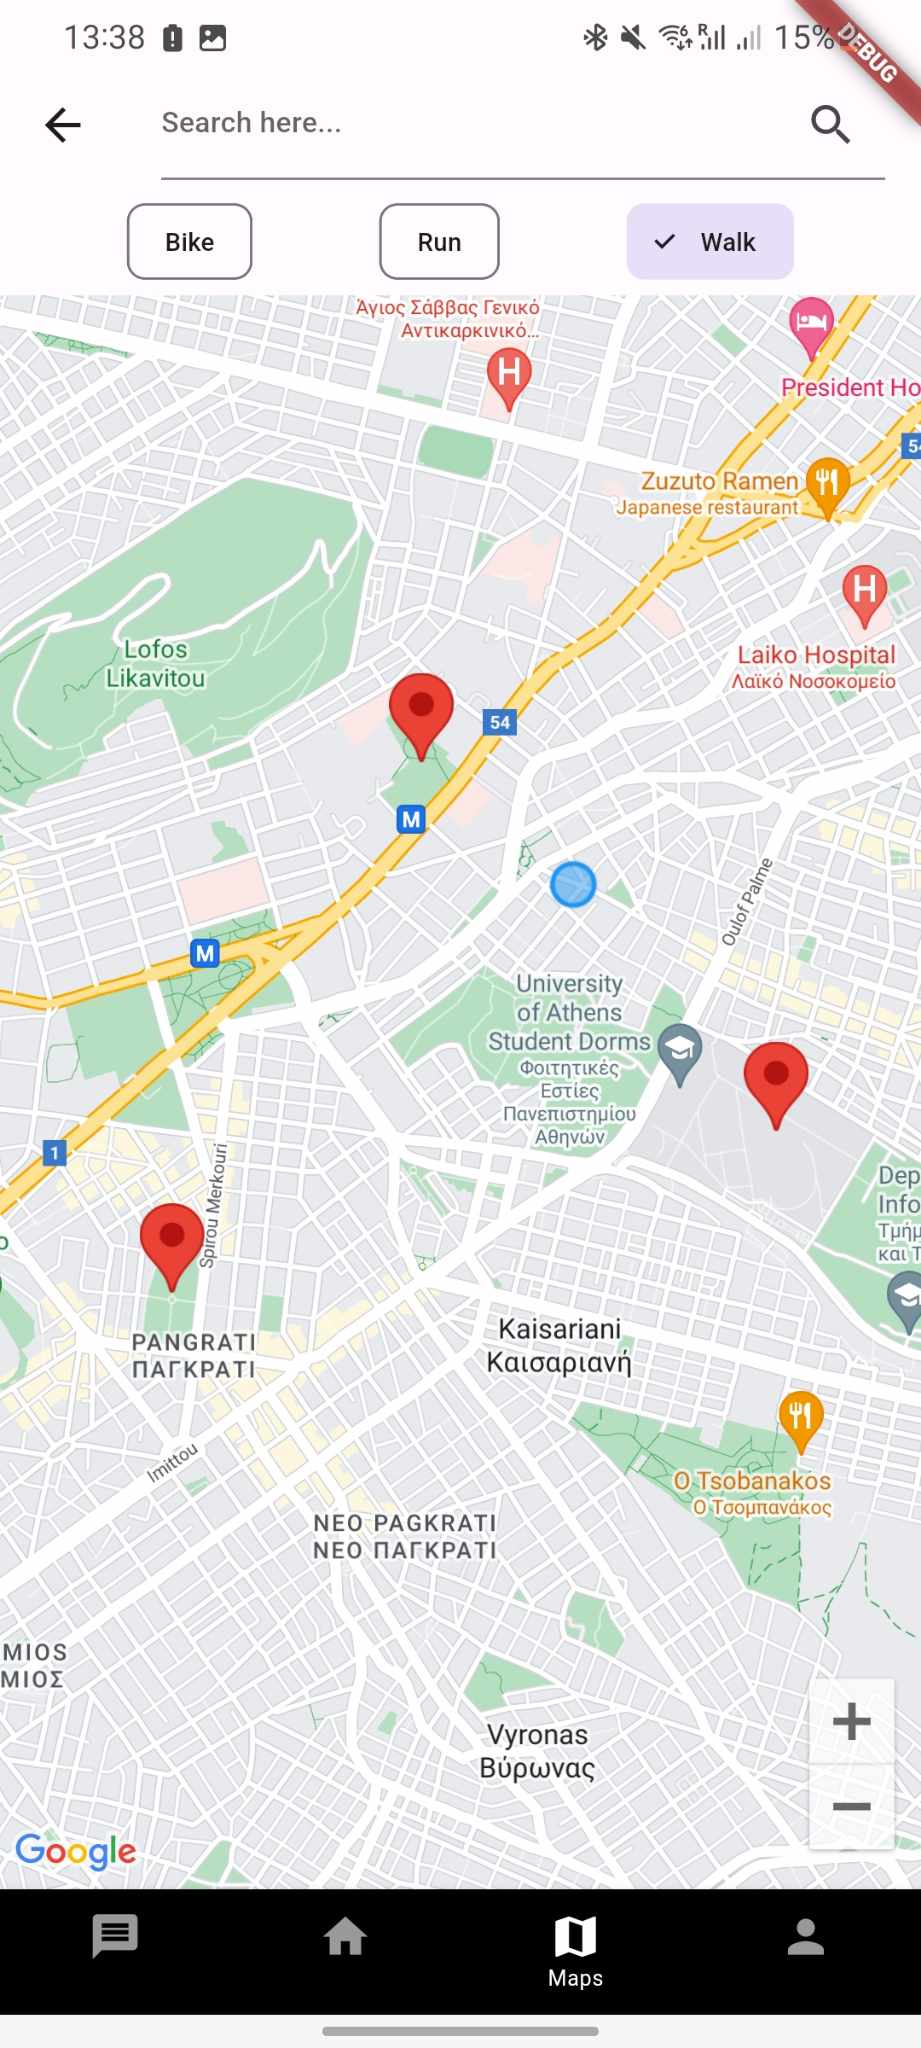 13:38
15%
DEBUG
Search here...
Bike
Run
Walk
Άγιος Σάββας Γενικό
Αντικαρκινικό...
H
President Ho
54
Zuzuto Ramen
Japanese restaurant
H
Laiko Hospital
Λαϊκό Νοσοκομείο
Lofos
Likavitou
54
M
Oulof Palme
M
University
of Athens
Student Dorms
Φοιτητικές
Εστίες
Πανεπιστημίου
Αθηνών
1
Spirou Merkouri
Dep
Info
Τμήμ
και Τ
PANGRATI
ΠΑΓΚΡΑΤΙ
Kaisariani
Καισαριανή
Imittou
O Tsobanakos
Ο Τσομπανάκος
NEO PAGKRATI
ΝΕΟ ΠΑΓΚΡΑΤΙ
MIOS
ΜΙΟΣ
Vyronas
Βύρωνας
+
−
Google
Maps